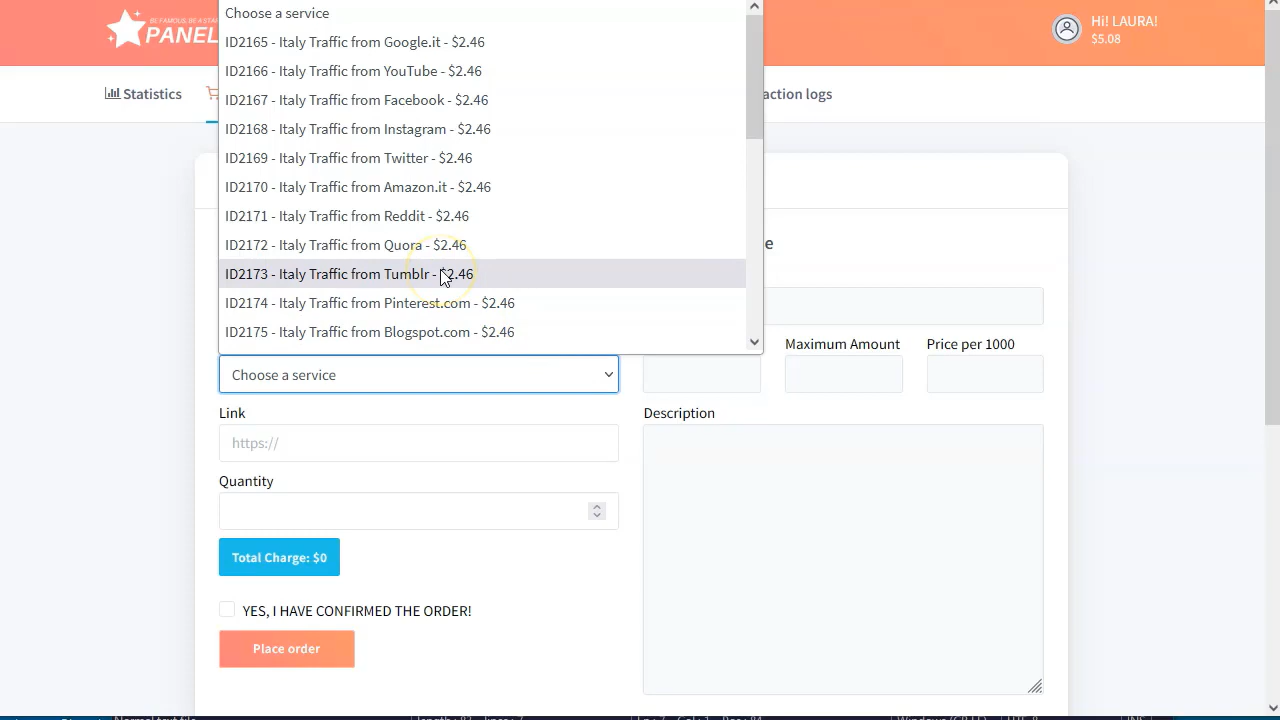 BE FAMOUS, BE A STAR
PANEL
Hi! LAURA!
$5.08
Statistics
action logs
Choose a service
ID2165 - Italy Traffic from Google.it - $2.46
ID2166 - Italy Traffic from YouTube - $2.46
ID2167 - Italy Traffic from Facebook - $2.46
ID2168 - Italy Traffic from Instagram - $2.46
ID2169 - Italy Traffic from Twitter - $2.46
ID2170 - Italy Traffic from Amazon.it - $2.46
ID2171 - Italy Traffic from Reddit - $2.46
ID2172 - Italy Traffic from Quora - $2.46
ID2173 - Italy Traffic from Tumblr - $2.46
ID2174 - Italy Traffic from Pinterest.com - $2.46
ID2175 - Italy Traffic from Blogspot.com - $2.46
e
Maximum Amount
Price per 1000
Choose a service
Link
https://
Description
Quantity
Total Charge: $0
YES, I HAVE CONFIRMED THE ORDER!
Place order